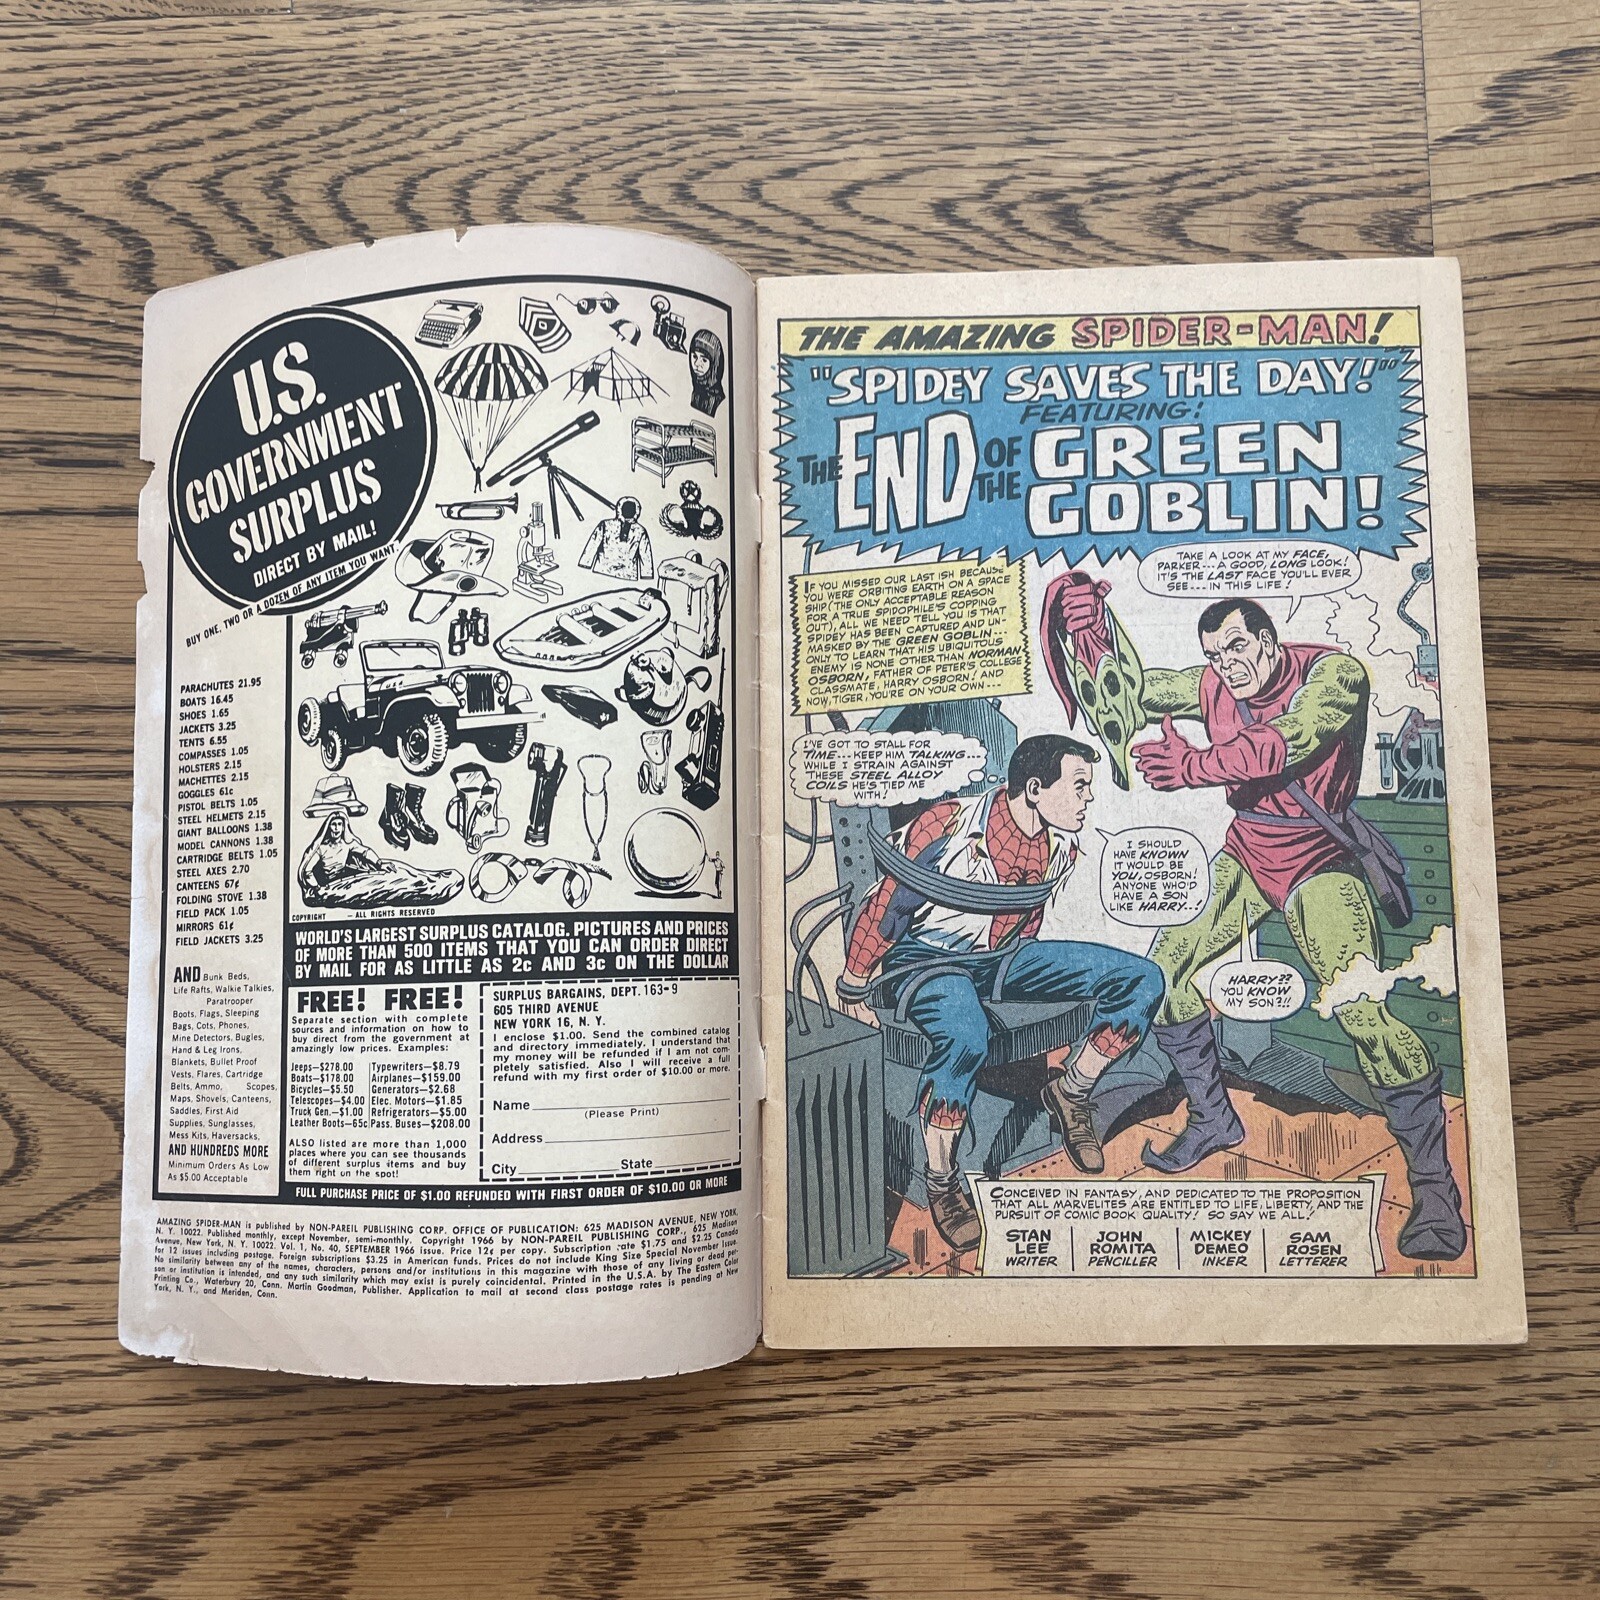 U.S.
GOVERNMENT
SURPLUS
DIRECT BY MAIL!
BUY ONE, TWO OR A DOZEN OF ANY ITEM YOU WANT.
PARACHUTES 21.95
BOATS 16.45
SHOES 1.65
JACKETS 3.25
TENTS 6.55
COMPASSES 1.05
HOLSTERS 2.15
MACHETTES 2.15
GOGGLES 61¢
PISTOL BELTS 1.05
STEEL HELMETS 2.15
GIANT BALLOONS 1.38
MODEL CANNONS 1.38
CARTRIDGE BELTS 1.05
STEEL AXES 2.70
CANTEENS 67¢
FOLDING STOVE 1.38
FIELD PACK 1.05
MIRRORS 61¢
FIELD JACKETS 3.25
AND Bunk Beds,
Life Rafts, Walkie Talkies,
Paratrooper
Boots, Flags, Sleeping
Bags, Cots, Phones,
Mine Detectors, Bugles,
Hand & Leg Irons,
Blankets, Bullet Proof
Vests, Flares, Cartridge
Belts, Ammo, Scopes,
Maps, Shovels, Canteens,
Saddles, First Aid
Supplies, Sunglasses,
Mess Kits, Haversacks,
AND HUNDREDS MORE
Minimum Orders As Low
As $5.00 Acceptable
COPYRIGHT — ALL RIGHTS RESERVED
WORLD'S LARGEST SURPLUS CATALOG. PICTURES AND PRICES
OF MORE THAN 500 ITEMS THAT YOU CAN ORDER DIRECT
BY MAIL FOR AS LITTLE AS 2c AND 3c ON THE DOLLAR
FREE! FREE!
Separate section with complete
sources and information on how to
buy direct from the government at
amazingly low prices. Examples:
Jeeps—$278.00 Typewriters—$8.79
Boats—$178.00 Airplanes—$159.00
Bicycles—$5.50 Generators—$2.68
Telescopes—$4.00 Elec. Motors—$1.85
Truck Gen.—$1.00 Refrigerators—$5.00
Leather Boots—65c Pass. Buses—$208.00
ALSO listed are more than 1,000
places where you can see thousands
of different surplus items and buy
them right on the spot!
SURPLUS BARGAINS, DEPT. 163-9
605 THIRD AVENUE
NEW YORK 16, N. Y.
I enclose $1.00. Send the combined catalog
and directory immediately. I understand that
my money will be refunded if I am not com-
pletely satisfied. Also I will receive a full
refund with my first order of $10.00 or more.
Name
(Please Print)
Address
City State
FULL PURCHASE PRICE OF $1.00 REFUNDED WITH FIRST ORDER OF $10.00 OR MORE
AMAZING SPIDER-MAN is published by NON-PAREIL PUBLISHING CORP. OFFICE OF PUBLICATION: 625 MADISON AVENUE, NEW YORK,
N. Y. 10022. Published monthly, except November, semi-monthly. Copyright 1966 by NON-PAREIL PUBLISHING CORP., 625 Madison
Avenue, New York, N. Y. 10022. Vol. 1, No. 40, SEPTEMBER 1966 issue. Price 12¢ per copy. Subscription rate $1.75 and $2.25 Canada
for 12 issues including postage. Foreign subscriptions $3.25 in American funds. Prices do not include King Size Special November Issue.
No similarity between any of the names, characters, persons and/or institutions in this magazine with those of any living or dead per-
son or institution is intended, and any such similarity which may exist is purely coincidental. Printed in the U.S.A. by The Eastern Color
Printing Co., Waterbury 20, Conn. Martin Goodman, Publisher. Application to mail at second class postage rates is pending at New
York, N. Y., and Meriden, Conn.
THE AMAZING SPIDER-MAN!
"SPIDEY SAVES THE DAY!"
FEATURING:
THE END OF THE GREEN
GOBLIN!
IF YOU MISSED OUR LAST ISH BECAUSE
YOU WERE ORBITING EARTH ON A SPACE
SHIP (THE ONLY ACCEPTABLE REASON
FOR A TRUE SPIDOPHILE'S COPPING
OUT), ALL WE NEED TELL YOU IS THAT
SPIDEY HAS BEEN CAPTURED AND UN-
MASKED BY THE GREEN GOBLIN---
ONLY TO LEARN THAT HIS UBIQUITOUS
ENEMY IS NONE OTHER THAN NORMAN
OSBORN, FATHER OF PETER'S COLLEGE
CLASSMATE, HARRY OSBORN! AND
NOW, TIGER, YOU'RE ON YOUR OWN---
TAKE A LOOK AT MY FACE,
PARKER---A GOOD, LONG LOOK!
IT'S THE LAST FACE YOU'LL EVER
SEE---IN THIS LIFE!
I'VE GOT TO STALL FOR
TIME---KEEP HIM TALKING---
WHILE I STRAIN AGAINST
THESE STEEL ALLOY
COILS HE'S TIED ME
WITH!
I SHOULD
HAVE KNOWN
IT WOULD BE
YOU, OSBORN!
ANYONE WHO'D
HAVE A SON
LIKE HARRY--!
HARRY??
YOU KNOW
MY SON?!!
CONCEIVED IN FANTASY, AND DEDICATED TO THE PROPOSITION
THAT ALL MARVELITES ARE ENTITLED TO LIFE, LIBERTY, AND THE
PURSUIT OF COMIC BOOK QUALITY! SO SAY WE ALL!
STAN
LEE
WRITER
JOHN
ROMITA
PENCILLER
MICKEY
DEMEO
INKER
SAM
ROSEN
LETTERER